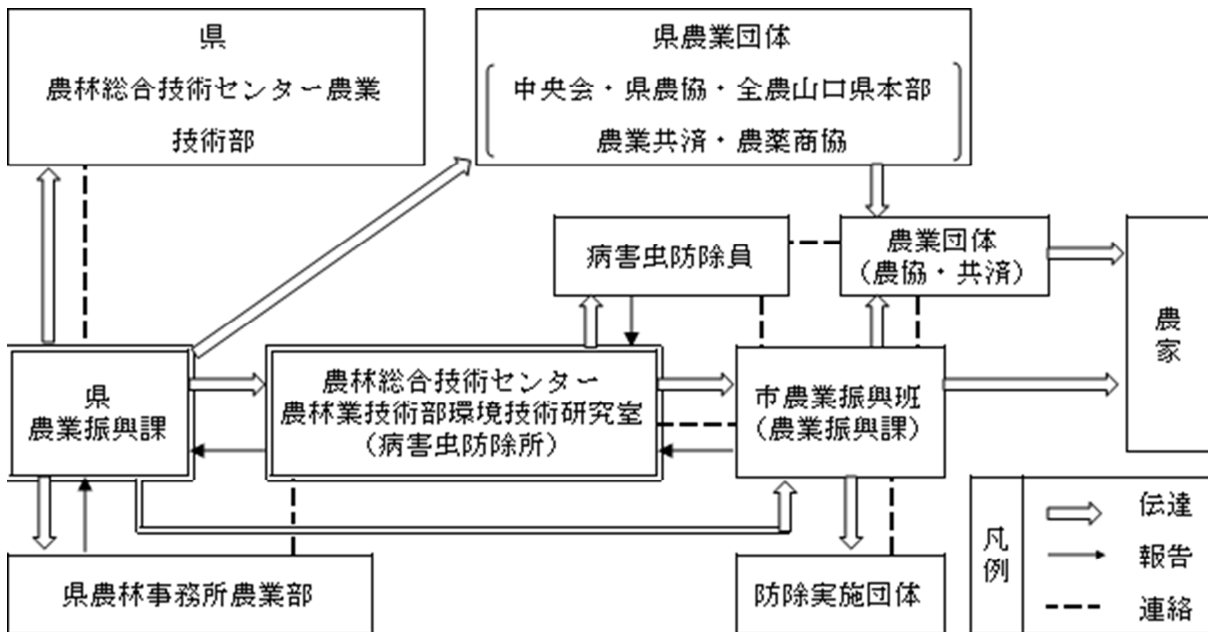 県
農林総合技術センター農業
技術部
県農業団体
中央会・県農協・全農山口県本部
農業共済・農薬商協
病害虫防除員
農業団体
(農協・共済)
農家
県
農業振興課
農林総合技術センター
農林業技術部環境技術研究室
(病害虫防除所)
市農業振興班
(農業振興課)
県農林事務所農業部
防除実施団体
凡例
伝達
報告
連絡